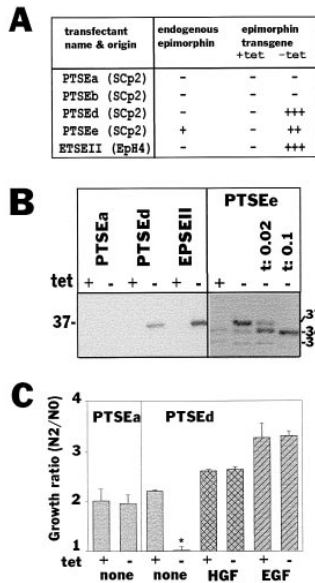 A
transfectant name & origin endogenous epimorphin epimorphin transgene
+tet -tet
PTSEa (SCp2) - - -
PTSEb (SCp2) - - -
PTSEd (SCp2) - - +++
PTSEe (SCp2) + - ++
ETSEII (EpH4) - +++
B
PTSEa PTSEd EPSEII PTSEe
t: 0.02 t: 0.1
tet + - + - + - + -
37-
C
PTSEa PTSEd
Growth ratio (N2/N0)
4
3
2
1
*
tet + - + - + - + -
none none HGF EGF